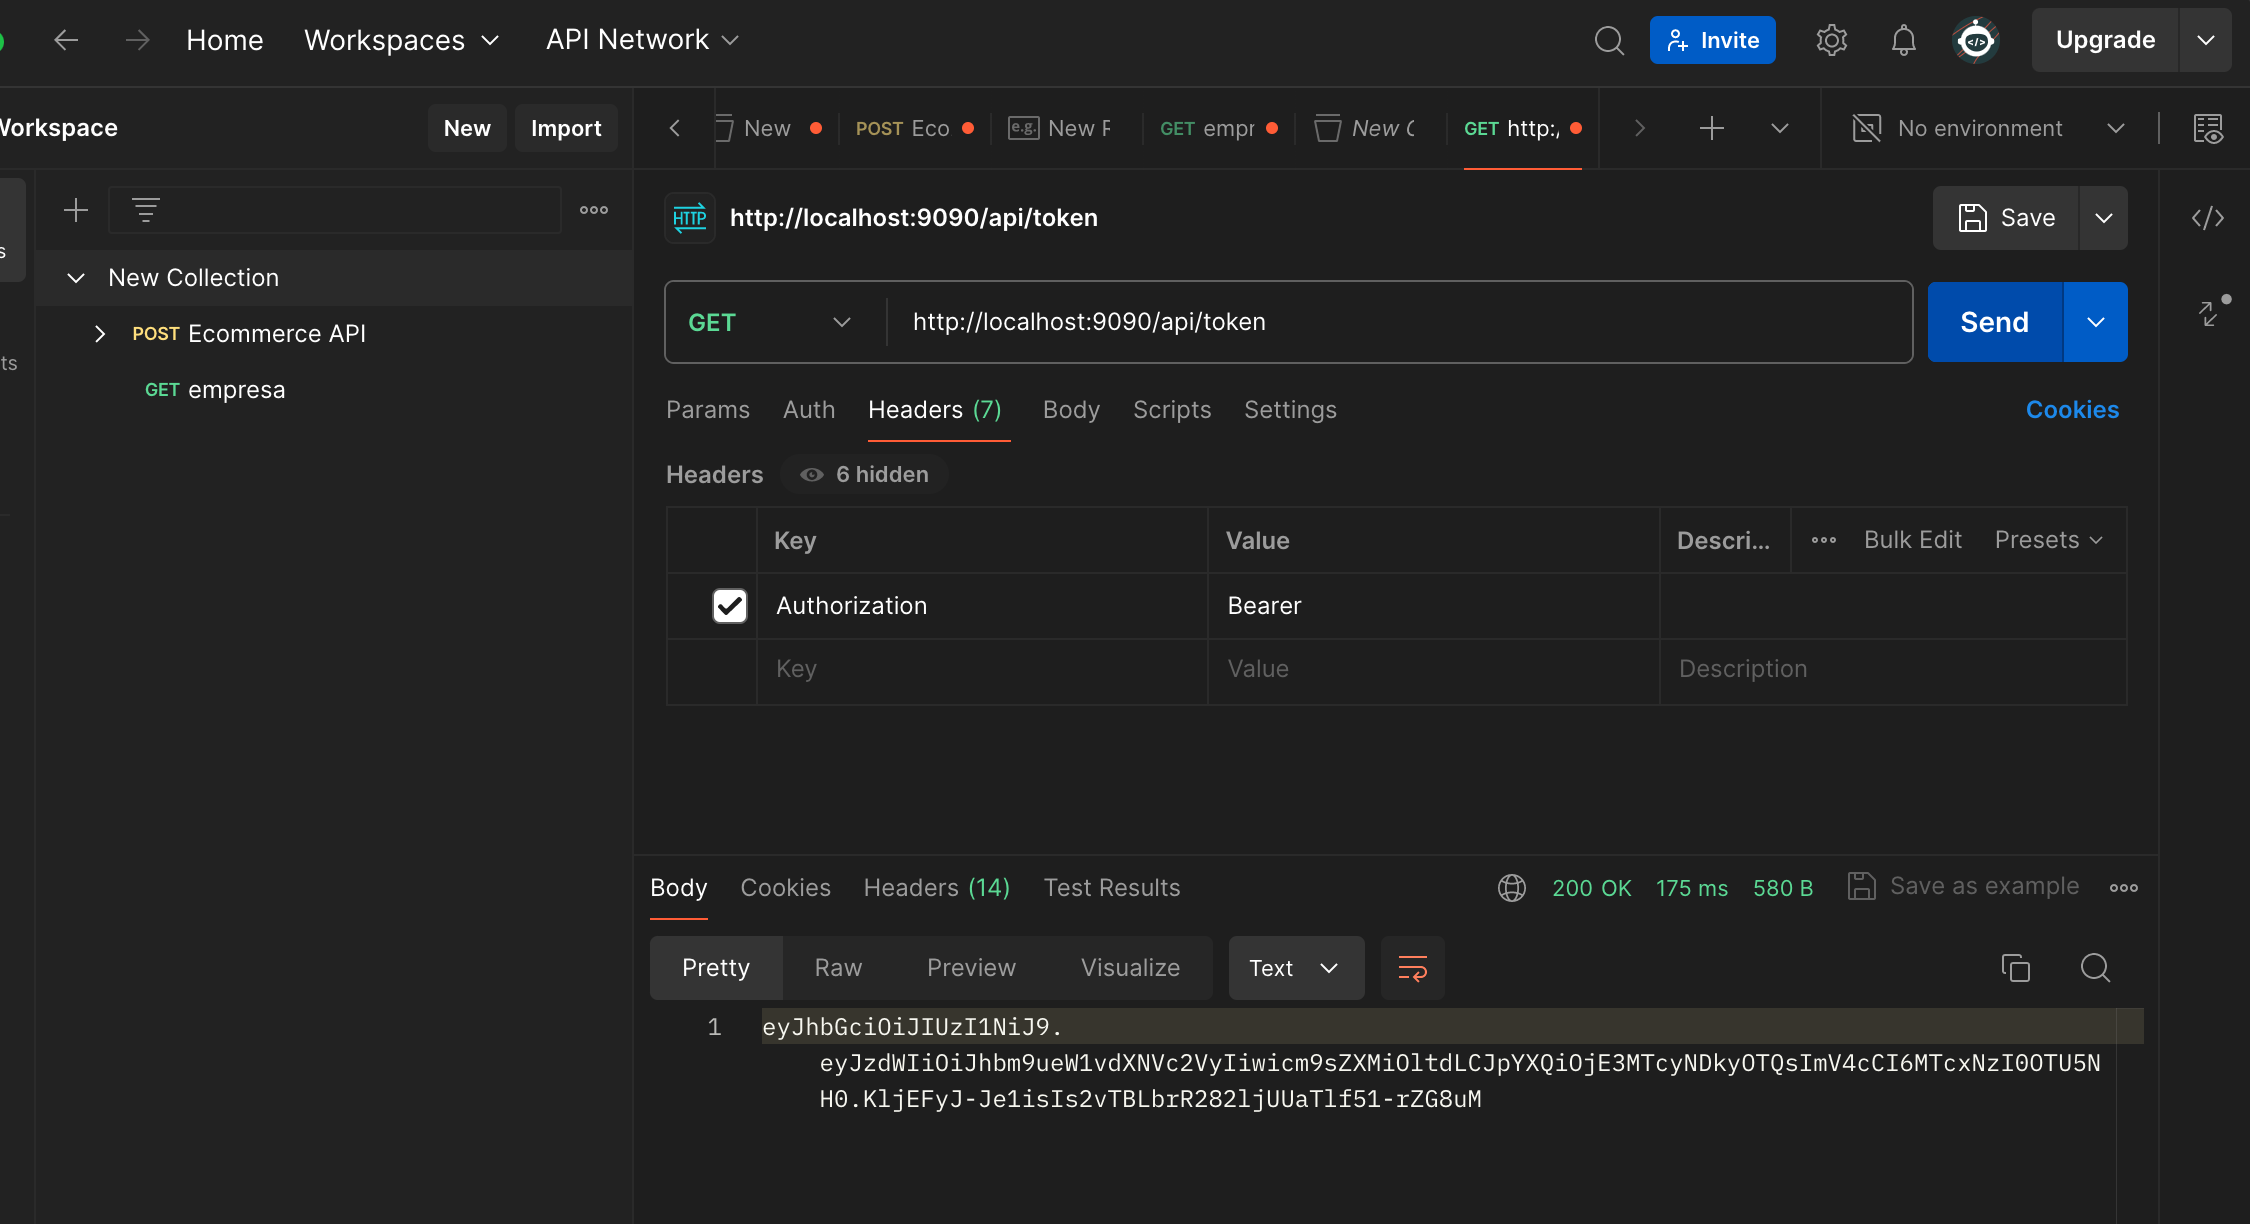 Home
Workspaces
API Network
Invite
Upgrade
Workspace
New
Import
New
POST Eco
e.g. New F
GET empr
New C
GET http:/
No environment
HTTP
http://localhost:9090/api/token
Save
s
New Collection
GET
http://localhost:9090/api/token
Send
POST Ecommerce API
ts
GET empresa
Params
Auth
Headers (7)
Body
Scripts
Settings
Cookies
Headers
6 hidden
Key
Value
Descri...
Bulk Edit
Presets
Authorization
Bearer
Key
Value
Description
Body
Cookies
Headers (14)
Test Results
200 OK
175 ms
580 B
Save as example
Pretty
Raw
Preview
Visualize
Text
1
eyJhbGciOiJIUzI1NiJ9.
eyJzdWIiOiJhbm9ueW1vdXNVc2VyIiwicm9sZXMiOltdLCJpYXQiOjE3MTcyNDkyOTQsImV4cCI6MTcxNzI0OTU5N
H0.KljEFyJ-Je1isIs2vTBLbrR282ljUUaTlf51-rZG8uM